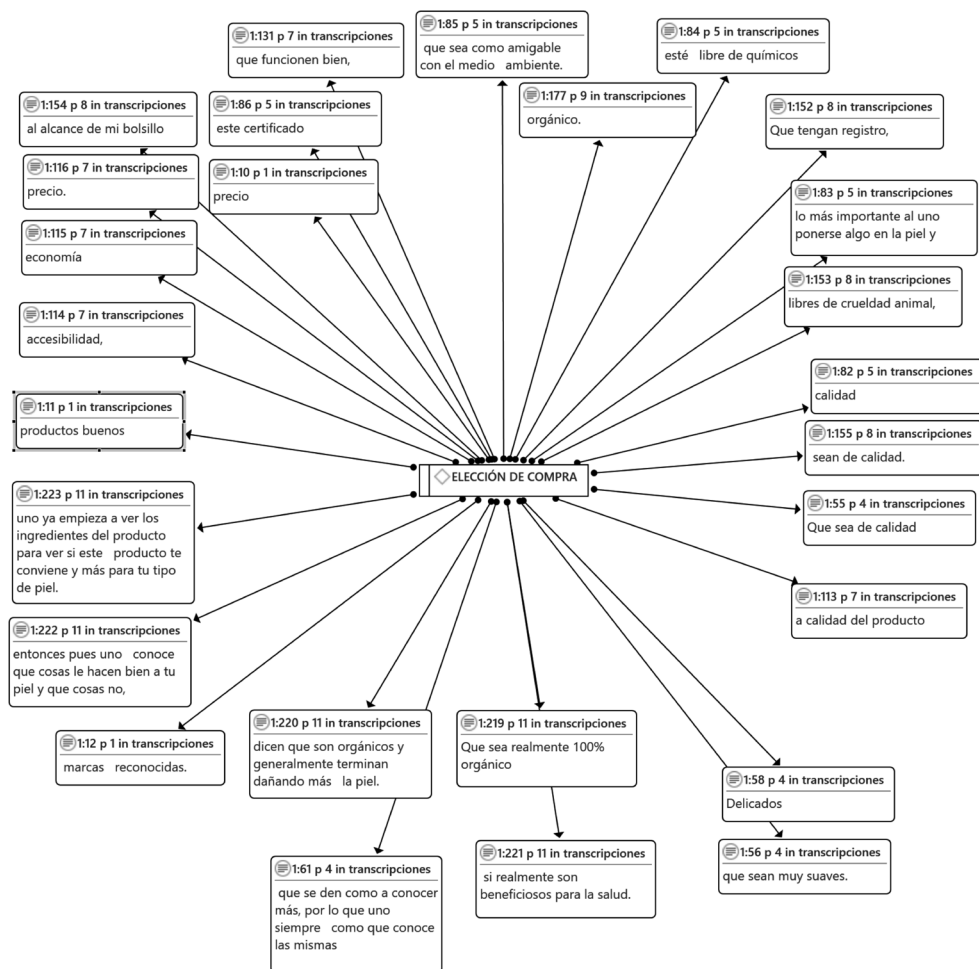 1:85 p 5 in transcripciones
que sea como amigable
con el medio ambiente.
1:84 p 5 in transcripciones
esté libre de químicos
1:131 p 7 in transcripciones
que funcionen bien,
1:177 p 9 in transcripciones
orgánico.
1:154 p 8 in transcripciones
al alcance de mi bolsillo
1:86 p 5 in transcripciones
este certificado
1:152 p 8 in transcripciones
Que tengan registro,
1:116 p 7 in transcripciones
precio.
1:10 p 1 in transcripciones
precio
1:83 p 5 in transcripciones
lo más importante al uno
ponerse algo en la piel y
1:115 p 7 in transcripciones
economía
1:153 p 8 in transcripciones
libres de crueldad animal,
1:114 p 7 in transcripciones
accesibilidad,
1:82 p 5 in transcripciones
calidad
1:11 p 1 in transcripciones
productos buenos
1:155 p 8 in transcripciones
sean de calidad.
ELECCIÓN DE COMPRA
1:223 p 11 in transcripciones
uno ya empieza a ver los
ingredientes del producto
para ver si este producto te
conviene y más para tu tipo
de piel.
1:55 p 4 in transcripciones
Que sea de calidad
1:113 p 7 in transcripciones
a calidad del producto
1:222 p 11 in transcripciones
entonces pues uno conoce
que cosas le hacen bien a tu
piel y que cosas no,
1:12 p 1 in transcripciones
marcas reconocidas.
1:220 p 11 in transcripciones
dicen que son orgánicos y
generalmente terminan
dañando más la piel.
1:219 p 11 in transcripciones
Que sea realmente 100%
orgánico
1:58 p 4 in transcripciones
Delicados
1:61 p 4 in transcripciones
que se den como a conocer
más, por lo que uno
siempre como que conoce
las mismas
1:221 p 11 in transcripciones
si realmente son
beneficiosos para la salud.
1:56 p 4 in transcripciones
que sean muy suaves.